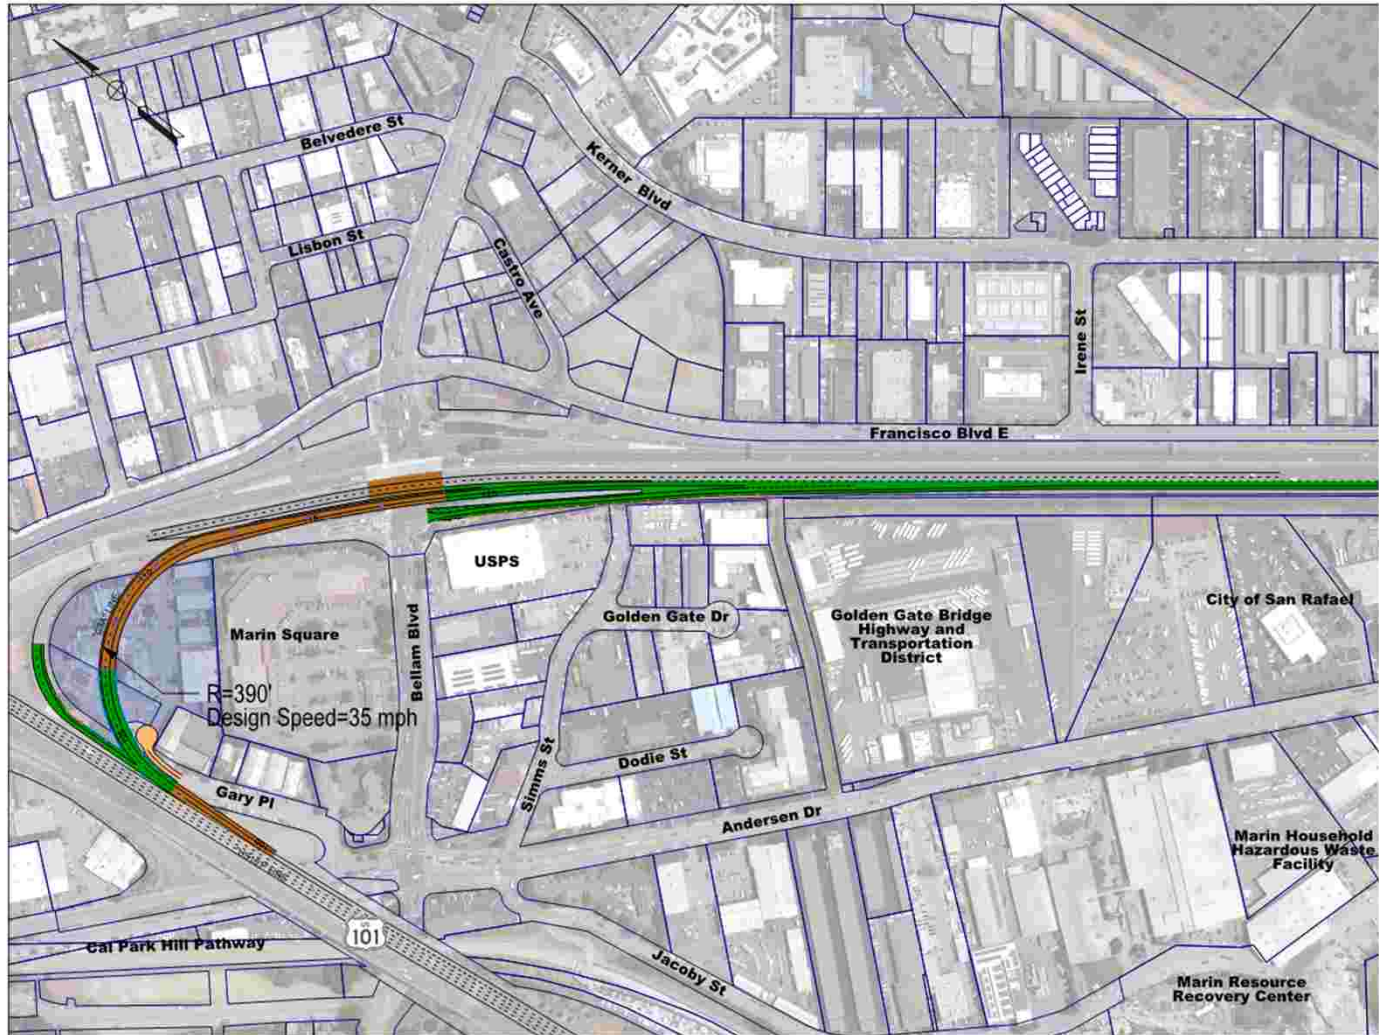 Belvedere St
Kerner Blvd
Lisbon St
Castro Ave
Irene St
Francisco Blvd E
USPS
Golden Gate Dr
Golden Gate Bridge
Highway and
Transportation
District
City of San Rafael
Marin Square
Bellam Blvd
R=390'
Design Speed=35 mph
Dodie St
Simms St
Gary Pl
Andersen Dr
Marin Household
Hazardous Waste
Facility
US
101
Cal Park Hill Pathway
Jacoby St
Marin Resource
Recovery Center